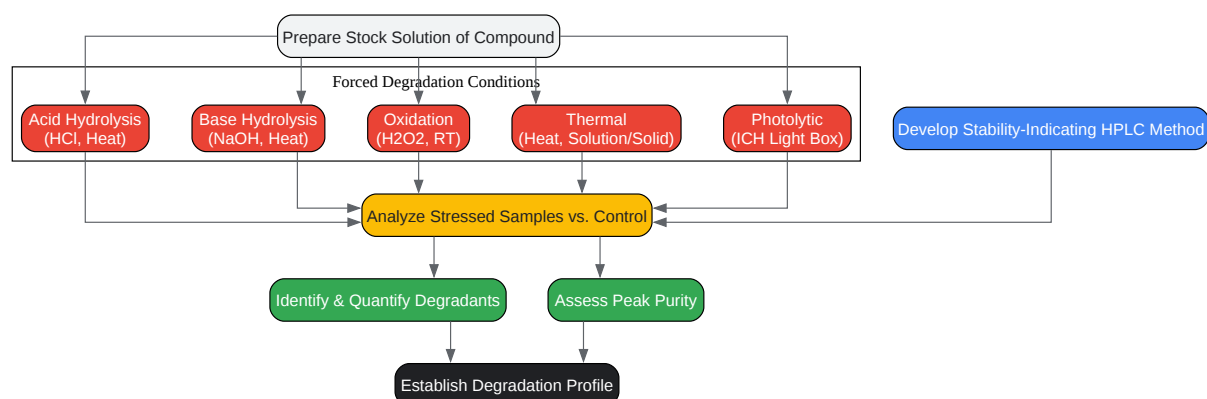 Prepare Stock Solution of Compound
Forced Degradation Conditions
Acid Hydrolysis
(HCl, Heat)
Base Hydrolysis
(NaOH, Heat)
Oxidation
(H2O2, RT)
Thermal
(Heat, Solution/Solid)
Photolytic
(ICH Light Box)
Develop Stability-Indicating HPLC Method
Analyze Stressed Samples vs. Control
Identify & Quantify Degradants
Assess Peak Purity
Establish Degradation Profile